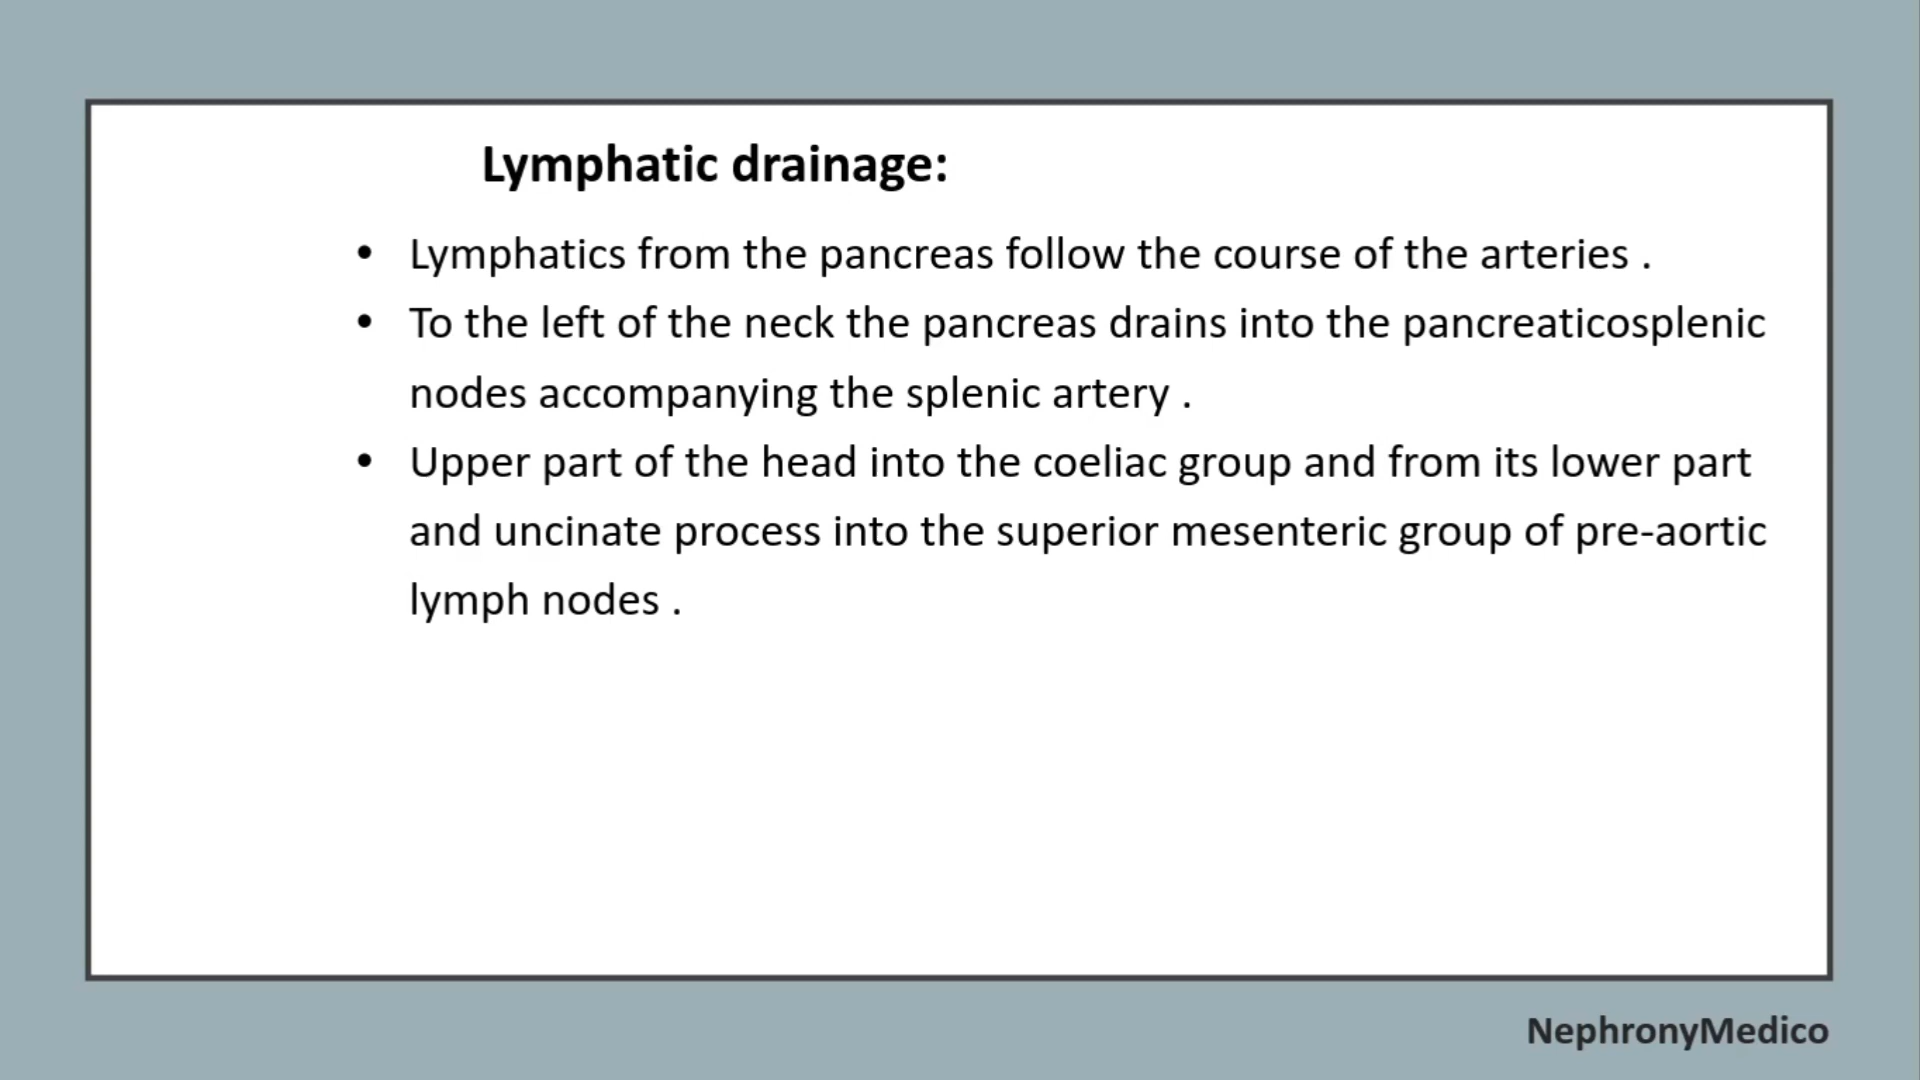 Lymphatic drainage:
• Lymphatics from the pancreas follow the course of the arteries .
• To the left of the neck the pancreas drains into the pancreaticosplenic
nodes accompanying the splenic artery .
• Upper part of the head into the coeliac group and from its lower part
and uncinate process into the superior mesenteric group of pre-aortic
lymph nodes .
NephronyMedico